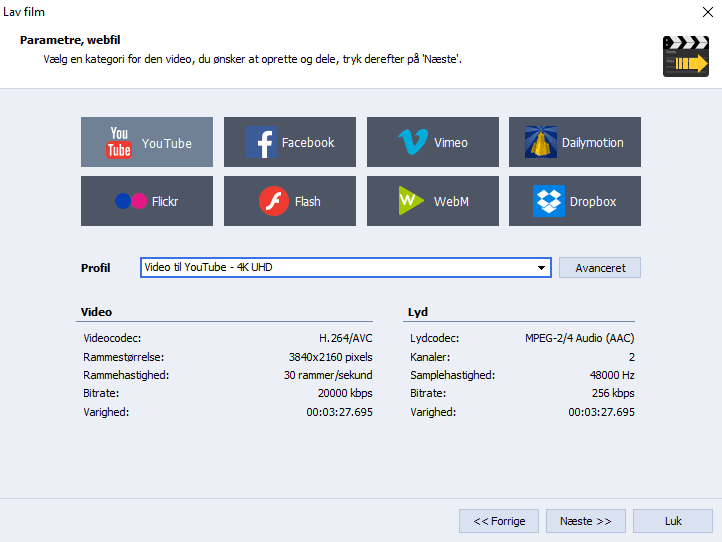 Lav film
Parametre, webfil
Vælg en kategori for den video, du ønsker at oprette og dele, tryk derefter på 'Næste'.
You Tube YouTube
Facebook
Vimeo
Dailymotion
Flickr
Flash
WebM
Dropbox
Profil
Video til YouTube - 4K UHD
Avanceret
Video
Videocodec: H.264/AVC
Rammestørrelse: 3840x2160 pixels
Rammehastighed: 30 rammer/sekund
Bitrate: 20000 kbps
Varighed: 00:03:27.695
Lyd
Lydcodec: MPEG-2/4 Audio (AAC)
Kanaler: 2
Samplehastighed: 48000 Hz
Bitrate: 256 kbps
Varighed: 00:03:27.695
<< Forrige
Næste >>
Luk